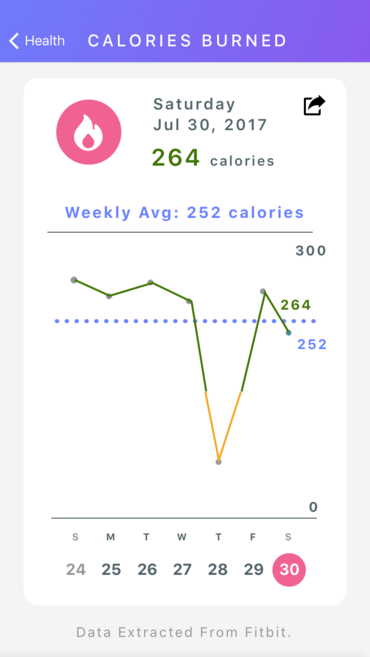 Health
CALORIES BURNED
Saturday
Jul 30, 2017
264 calories
Weekly Avg: 252 calories
300
264
252
0
S M T W T F S
24 25 26 27 28 29 30
Data Extracted From Fitbit.